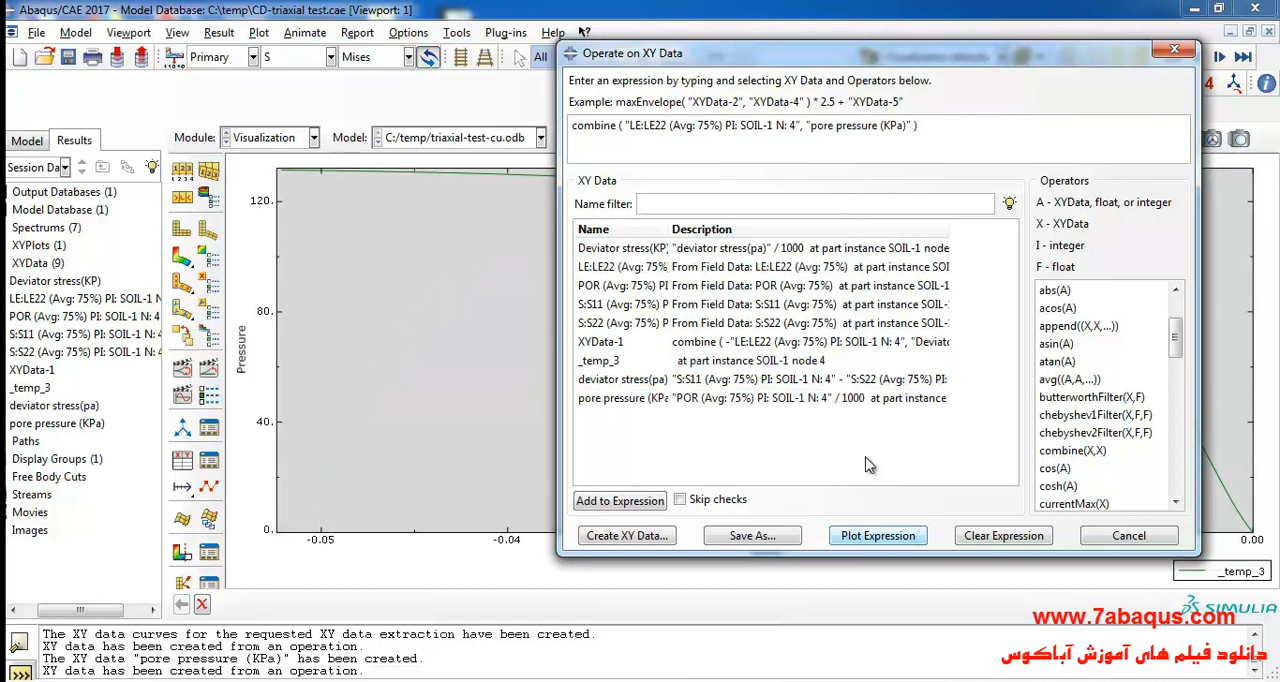 Abaqus/CAE 2017 - Model Database: C:\temp\CD-triaxial test.cae [Viewport: 1]
File Model Viewport View Result Plot Animate Report Options Tools Plug-ins Help
Primary S Mises All
Model Results Module: Visualization Model: C:/temp/triaxial-test-cu.odb
Session Da
Output Databases (1)
Model Database (1)
Spectrums (7)
XYPlots (1)
XYData (9)
Deviator stress(KP)
LE:LE22 (Avg: 75%) PI: SOIL-1 N
POR (Avg: 75%) PI: SOIL-1 N: 4
S:S11 (Avg: 75%) PI: SOIL-1 N: 4
S:S22 (Avg: 75%) PI: SOIL-1 N: 4
XYData-1
_temp_3
deviator stress(pa)
pore pressure (KPa)
Paths
Display Groups (1)
Free Body Cuts
Streams
Movies
Images
Pressure
120.
80.
40.
0.
-0.05 -0.04 0.00
_temp_3
Operate on XY Data
Enter an expression by typing and selecting XY Data and Operators below.
Example: maxEnvelope( "XYData-2", "XYData-4" ) * 2.5 + "XYData-5"
combine ( "LE:LE22 (Avg: 75%) PI: SOIL-1 N: 4", "pore pressure (KPa)" )
XY Data
Name filter:
Name Description
Deviator stress(KP) "deviator stress(pa)" / 1000 at part instance SOIL-1 node
LE:LE22 (Avg: 75% From Field Data: LE:LE22 (Avg: 75%) at part instance SOI
POR (Avg: 75%) PI From Field Data: POR (Avg: 75%) at part instance SOIL-1
S:S11 (Avg: 75%) P From Field Data: S:S11 (Avg: 75%) at part instance SOIL-
S:S22 (Avg: 75%) P From Field Data: S:S22 (Avg: 75%) at part instance SOIL-
XYData-1 combine ( -"LE:LE22 (Avg: 75%) PI: SOIL-1 N: 4", "Deviato
_temp_3 at part instance SOIL-1 node 4
deviator stress(pa) "S:S11 (Avg: 75%) PI: SOIL-1 N: 4" - "S:S22 (Avg: 75%) PI:
pore pressure (KPa "POR (Avg: 75%) PI: SOIL-1 N: 4" / 1000 at part instance
Add to Expression Skip checks
Operators
A - XYData, float, or integer
X - XYData
I - integer
F - float
abs(A)
acos(A)
append((X,X,...))
asin(A)
atan(A)
avg((A,A,...))
butterworthFilter(X,F)
chebyshev1Filter(X,F,F)
chebyshev2Filter(X,F,F)
combine(X,X)
cos(A)
cosh(A)
currentMax(X)
Create XY Data... Save As... Plot Expression Clear Expression Cancel
4
SIMULIA
www.7abaqus.com
دانلود فیلم های آموزش آباکوس
The XY data curves for the requested XY data extraction have been created.
XY data has been created from an operation.
The XY data "pore pressure (KPa)" has been created.
XY data has been created from an operation.